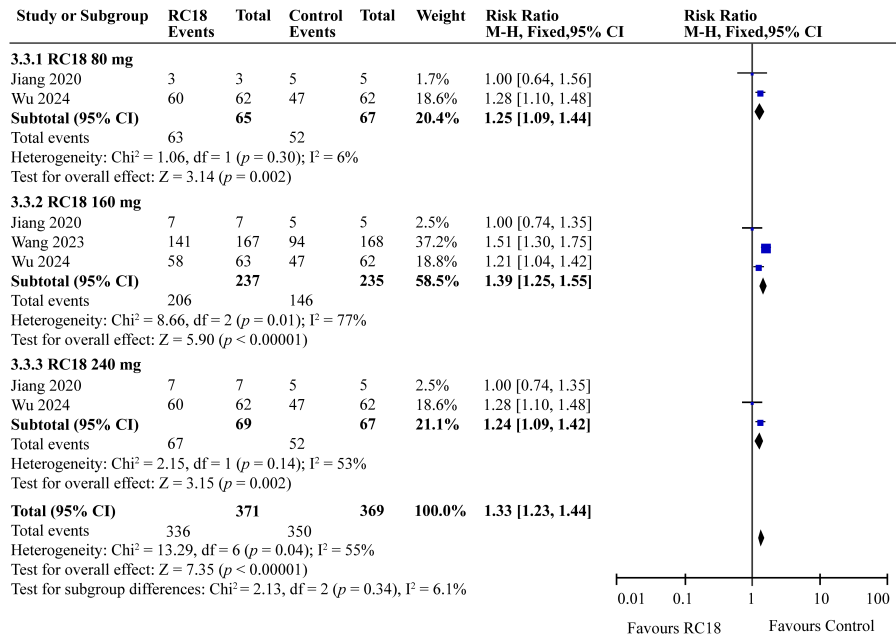 Study or Subgroup RC18 Total Control Total Weight Risk Ratio Risk Ratio
Events Events M-H, Fixed,95% CI M-H, Fixed,95% CI
3.3.1 RC18 80 mg
Jiang 2020 3 3 5 5 1.7% 1.00 [0.64, 1.56]
Wu 2024 60 62 47 62 18.6% 1.28 [1.10, 1.48]
Subtotal (95% CI) 65 67 20.4% 1.25 [1.09, 1.44]
Total events 63 52
Heterogeneity: Chi² = 1.06, df = 1 (p = 0.30); I² = 6%
Test for overall effect: Z = 3.14 (p = 0.002)
3.3.2 RC18 160 mg
Jiang 2020 7 7 5 5 2.5% 1.00 [0.74, 1.35]
Wang 2023 141 167 94 168 37.2% 1.51 [1.30, 1.75]
Wu 2024 58 63 47 62 18.8% 1.21 [1.04, 1.42]
Subtotal (95% CI) 237 235 58.5% 1.39 [1.25, 1.55]
Total events 206 146
Heterogeneity: Chi² = 8.66, df = 2 (p = 0.01); I² = 77%
Test for overall effect: Z = 5.90 (p < 0.00001)
3.3.3 RC18 240 mg
Jiang 2020 7 7 5 5 2.5% 1.00 [0.74, 1.35]
Wu 2024 60 62 47 62 18.6% 1.28 [1.10, 1.48]
Subtotal (95% CI) 69 67 21.1% 1.24 [1.09, 1.42]
Total events 67 52
Heterogeneity: Chi² = 2.15, df = 1 (p = 0.14); I² = 53%
Test for overall effect: Z = 3.15 (p = 0.002)
Total (95% CI) 371 369 100.0% 1.33 [1.23, 1.44]
Total events 336 350
Heterogeneity: Chi² = 13.29, df = 6 (p = 0.04); I² = 55%
Test for overall effect: Z = 7.35 (p < 0.00001)
Test for subgroup differences: Chi² = 2.13, df = 2 (p = 0.34), I² = 6.1%
0.01 0.1 1 10 100
Favours RC18 Favours Control